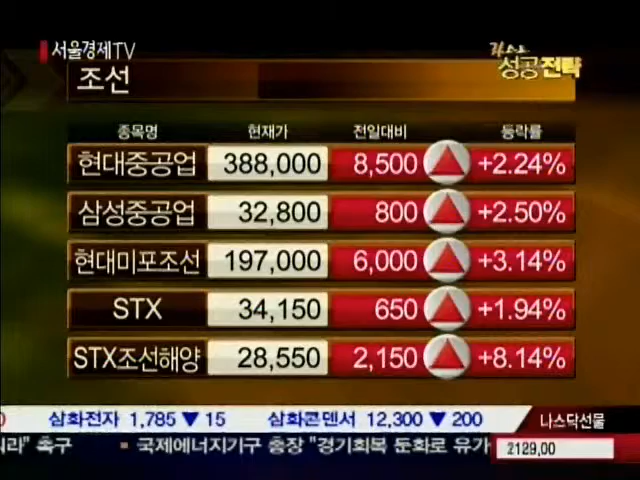 서울경제TV
성공전략
조선
종목명 현재가 전일대비 등락률
현대중공업 388,000 8,500 ▲ +2.24%
삼성중공업 32,800 800 ▲ +2.50%
현대미포조선 197,000 6,000 ▲ +3.14%
STX 34,150 650 ▲ +1.94%
STX조선해양 28,550 2,150 ▲ +8.14%
삼화전자 1,785 ▼ 15 삼화콘덴서 12,300 ▼ 200 나스닥선물
촉구 ▪ 국제에너지기구 총장 "경기회복 둔화로 유가 2129,00